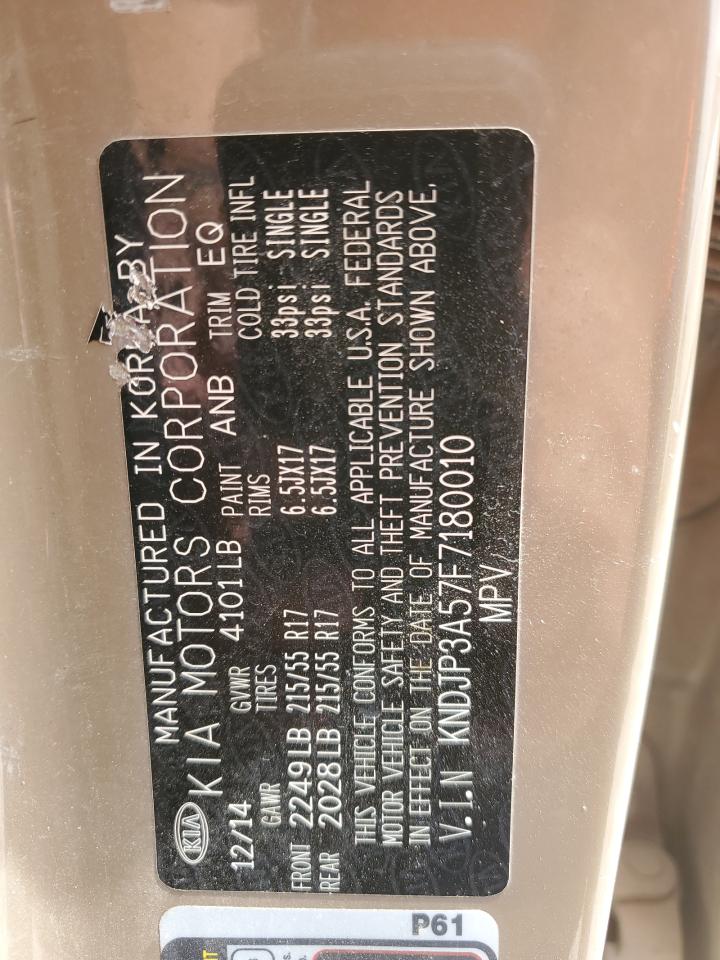 KIA
MANUFACTURED IN KOREA BY
KIA MOTORS CORPORATION
12/14 GVWR 4101LB PAINT ANB TRIM EQ
GAWR TIRES RIMS COLD TIRE INFL
FRONT 2249LB 215/55 R17 6.5JX17 33psi SINGLE
REAR 2028LB 215/55 R17 6.5JX17 33psi SINGLE
THIS VEHICLE CONFORMS TO ALL APPLICABLE U.S.A. FEDERAL
MOTOR VEHICLE SAFETY AND THEFT PREVENTION STANDARDS
IN EFFECT ON THE DATE OF MANUFACTURE SHOWN ABOVE.
V.I.N KNDJP3A57F7180010
MPV
P61